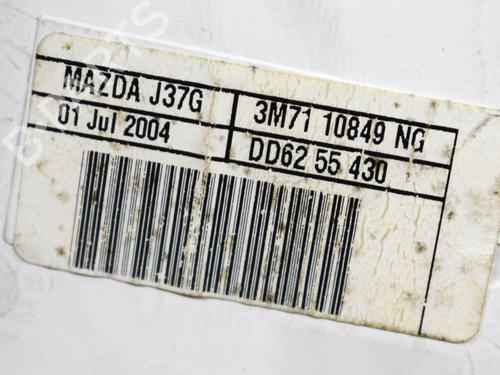 MAZDA J37G
3M71 10849 NG
01 Jul 2004
DD62 55 430